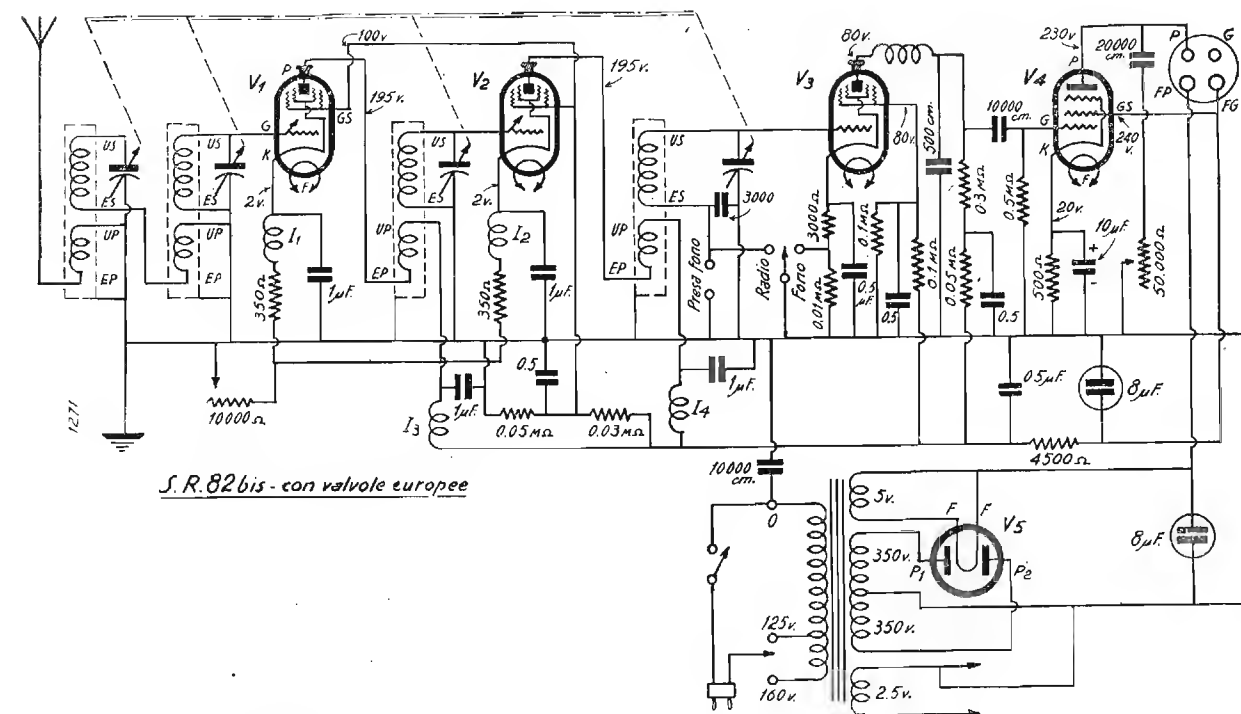 100v.
80v.
230v.
P
20000 cm.
P
G
FP
FG
V1
P
195v.
GS
G
K
F
2v.
V2
195v.
2v.
V3
80v.
500 cm.
10000 cm.
V4
P
G
K
F
GS
240 v.
20v.
US
ES
UP
EP
US
ES
UP
EP
US
ES
UP
EP
US
ES
UP
EP
I1
350Ω
1µF.
I2
350Ω
1µF.
3000
Presa fono
Radio
Fono
3000Ω
0.01MΩ
0.5 µF.
0.1MΩ
0.5
0.1MΩ
0.3MΩ
0.05MΩ
0.5
0.5MΩ
500Ω
10µF.
+
-
50.000Ω
1271
10000Ω
I3
1µF.
0.5
0.05MΩ
0.03MΩ
I4
1µF.
0.5µF.
8µF.
4500Ω
S.R.82 bis - con valvole europee
10000 cm.
O
125v.
160v.
5v.
350v.
350v.
2.5v.
F
F
V5
P1
P2
8µF.